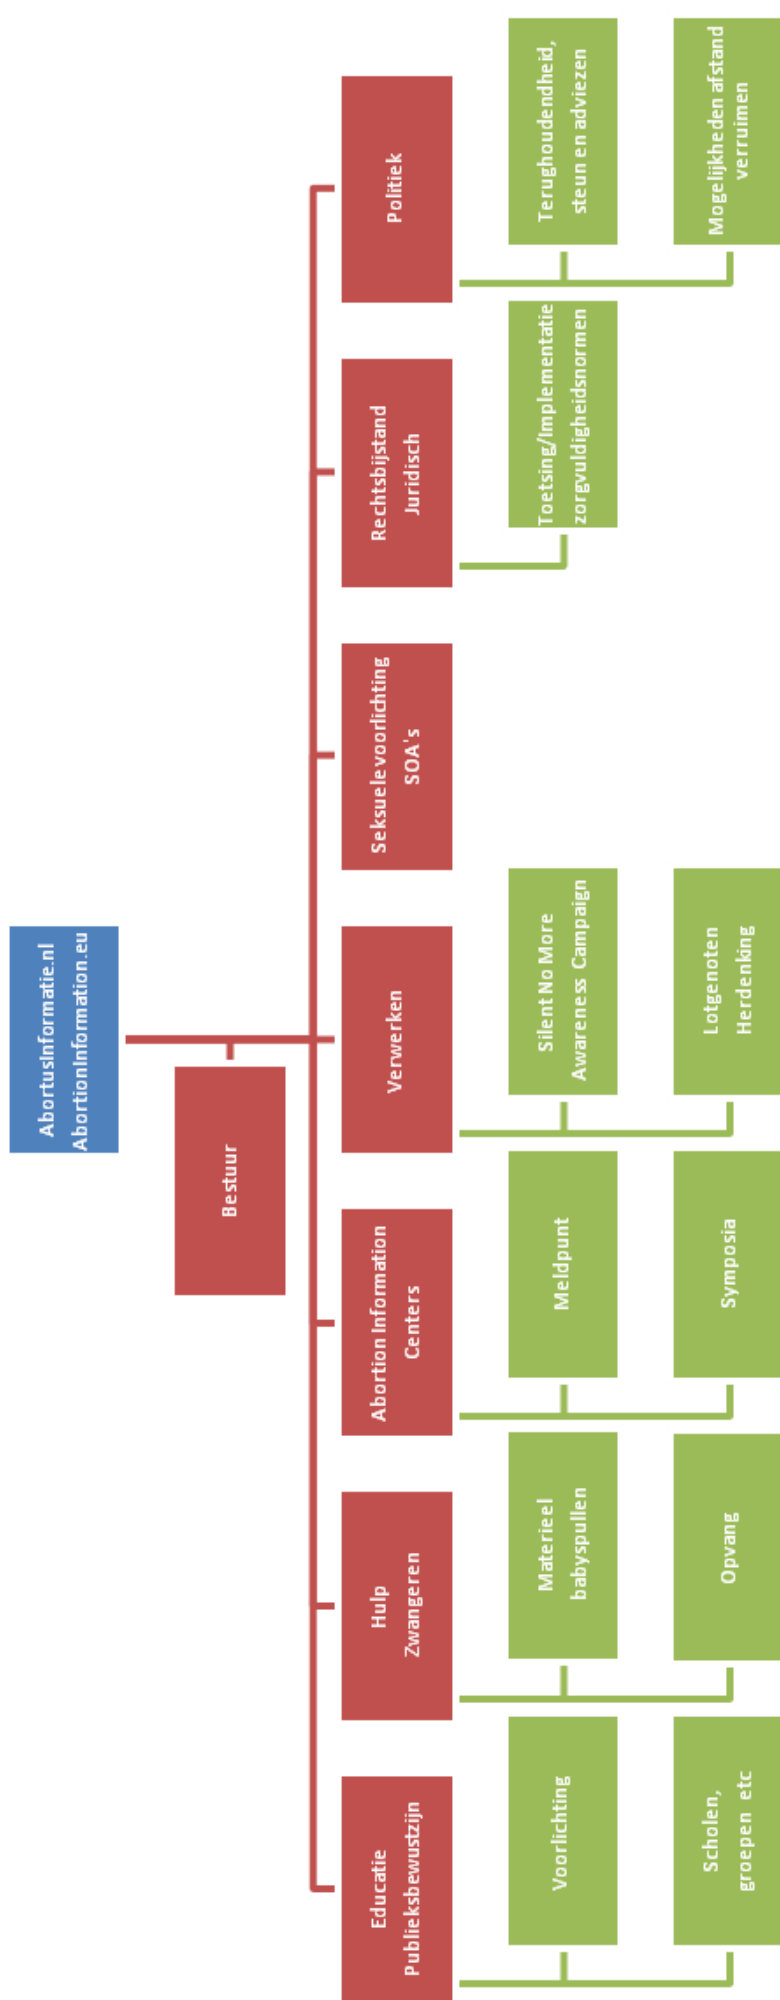 AbortusInformatie.nl
AbortionInformation.eu
Bestuur
Educatie
Publieksbewustzijn
Hulp
Zwangeren
Abortion Information
Centers
Verwerken
Seksuele voorlichting
SOA's
Rechtsbijstand
Juridisch
Politiek
Voorlichting
Materieel
babyspullen
Meldpunt
Silent No More
Awareness Campaign
Toetsing/Implementatie
zorgvuldigheidsnormen
Terughoudendheid,
steun en adviezen
Scholen,
groepen etc
Opvang
Symposia
Lotgenoten
Herdenking
Mogelijkheden afstand
verruimen